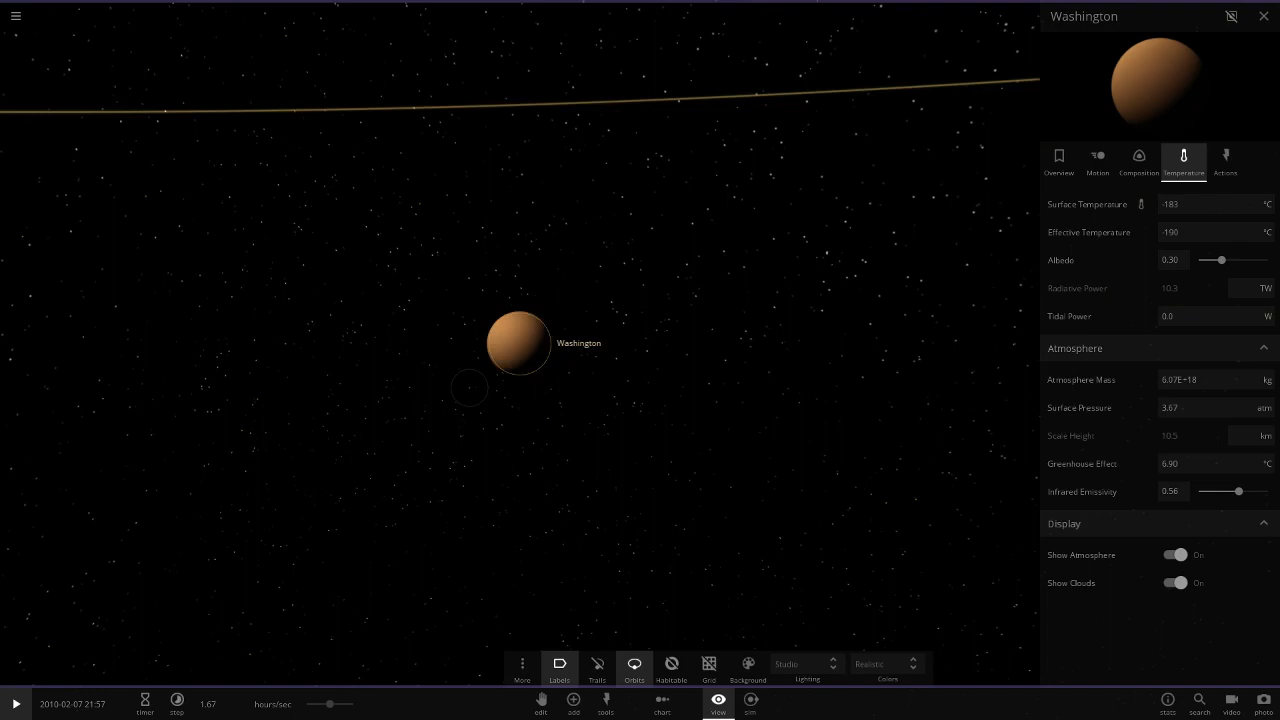 Washington
Overview Motion Composition Temperature Actions
Surface Temperature -183 °C
Effective Temperature -190 °C
Albedo 0.30
Radiative Power 10.3 TW
Tidal Power 0.0 W
Atmosphere
Atmosphere Mass 6.07E+18 kg
Surface Pressure 3.67 atm
Scale Height 10.5 km
Greenhouse Effect 6.90 °C
Infrared Emissivity 0.56
Display
Show Atmosphere On
Show Clouds On
Washington
More Labels Trails Orbits Habitable Grid Background Studio Lighting Realistic Colors
2010-02-07 21:57 timer step 1.67 hours/sec edit add tools chart view sim stats search video photo